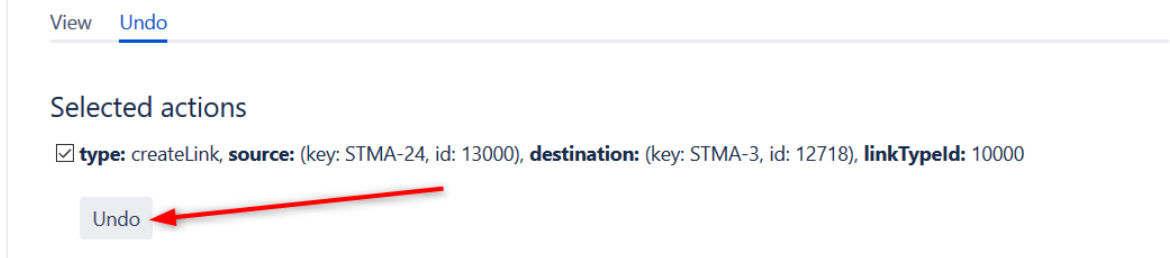 View Undo
Selected actions
type: createLink, source: (key: STMA-24, id: 13000), destination: (key: STMA-3, id: 12718), linkTypeId: 10000
Undo